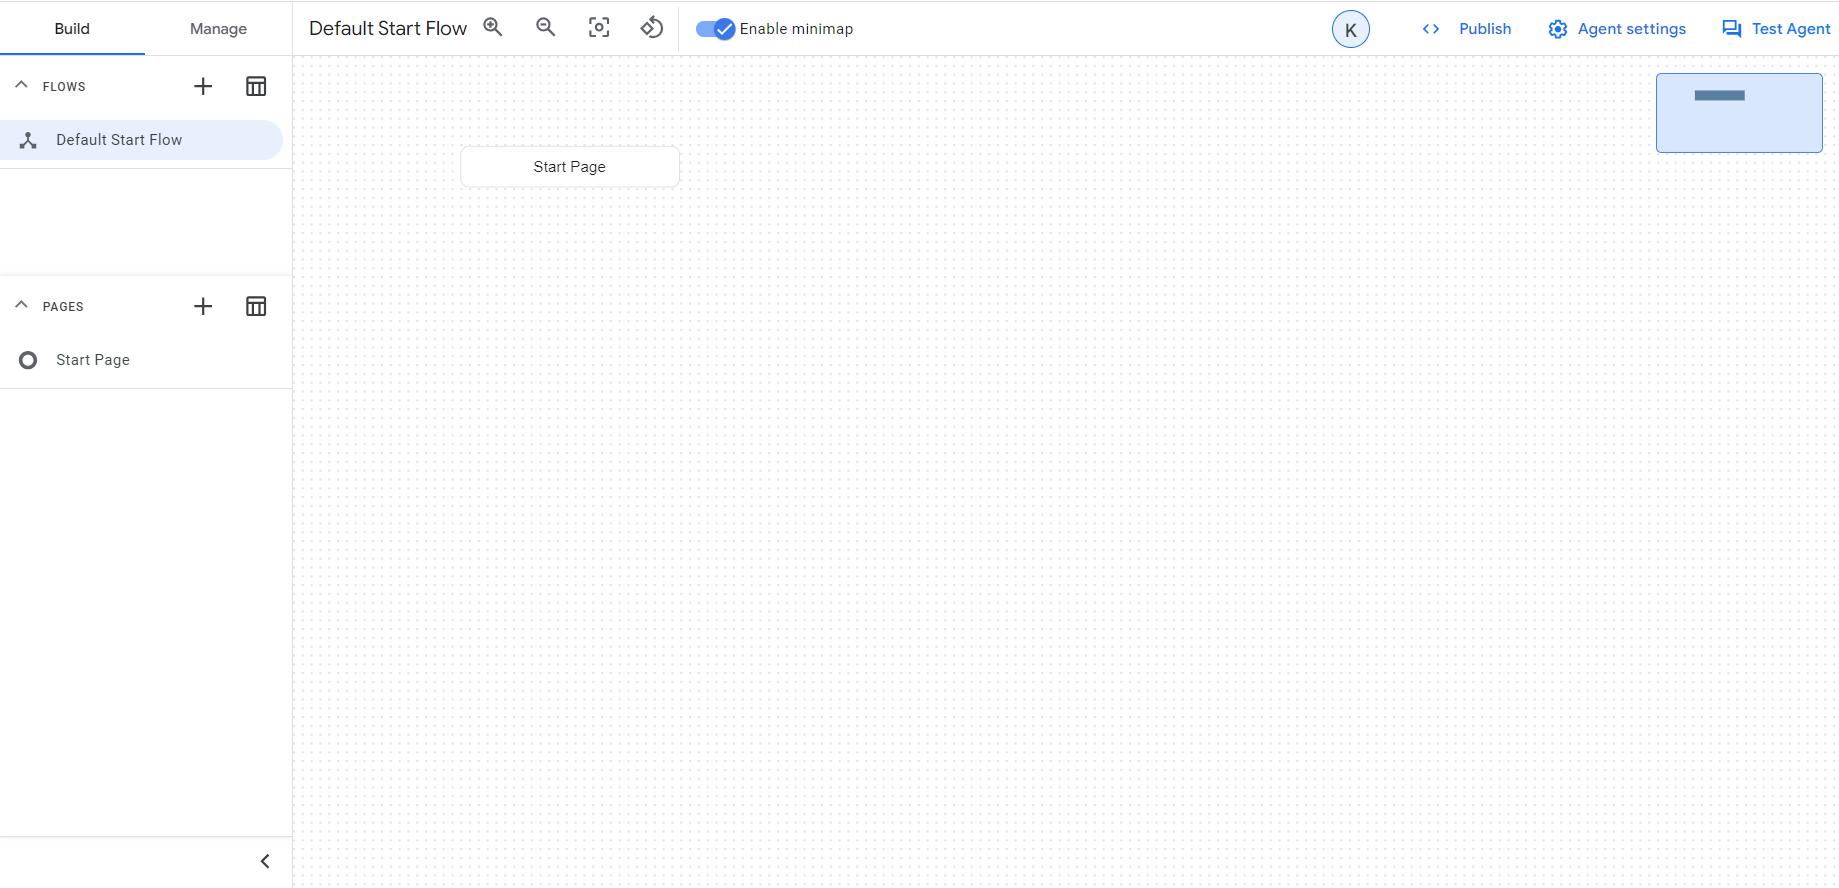 Build
Manage
Default Start Flow
Enable minimap
K
Publish
Agent settings
Test Agent
FLOWS
Default Start Flow
PAGES
Start Page
Start Page